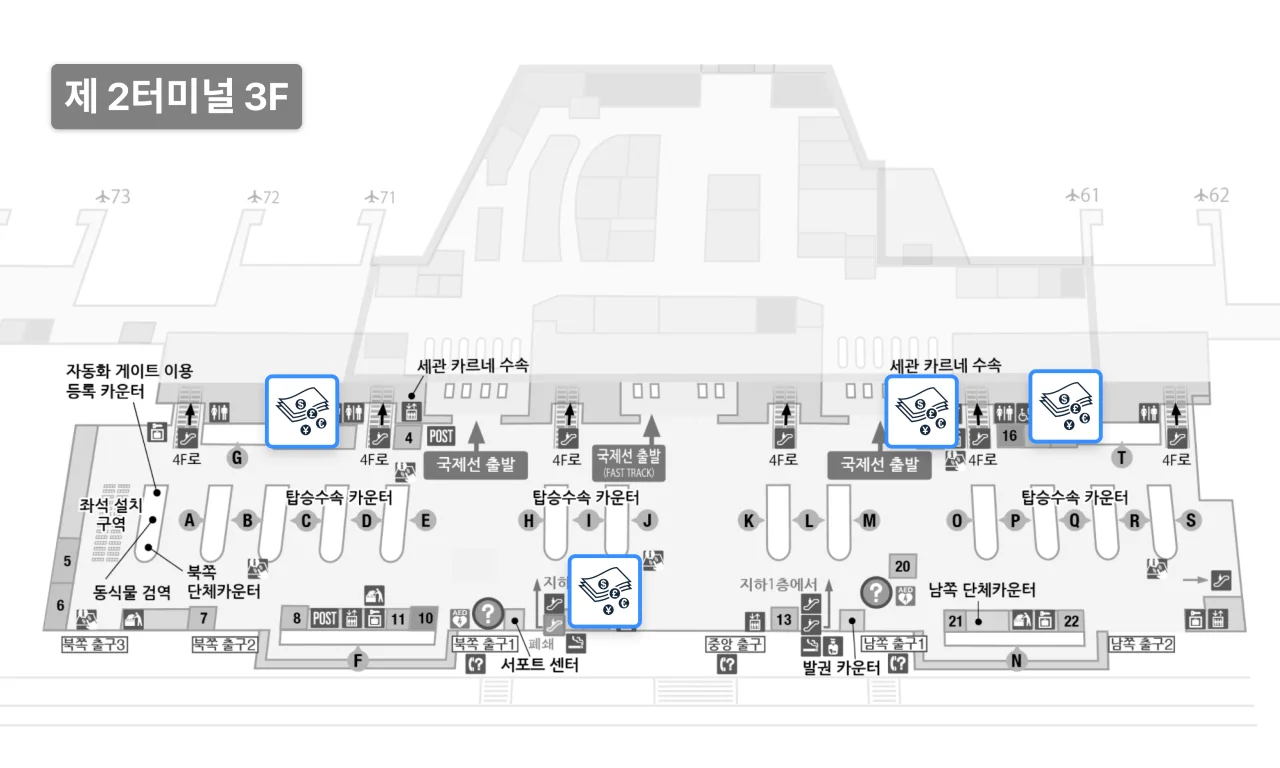 제 2터미널 3F
73
72
71
61
62
자동화 게이트 이용
등록 카운터
세관 카르네 수속
세관 카르네 수속
4
POST
16
G
T
4F로
4F로
국제선 출발
4F로
국제선 출발
(FAST TRACK)
4F로
국제선 출발
4F로
4F로
좌석 설치
구역
탑승수속 카운터
탑승수속 카운터
탑승수속 카운터
A
B
C
D
E
H
I
J
K
L
M
O
P
Q
R
S
5
6
동식물 검역
북쪽
단체카운터
지하
지하1층에서
20
AED
남쪽 단체카운터
7
8
POST
11
10
AED
?
13
?
21
22
북쪽 출구3
북쪽 출구2
북쪽 출구1
폐쇄
중앙 출구
남쪽 출구1
남쪽 출구2
F
서포트 센터
발권 카운터
N